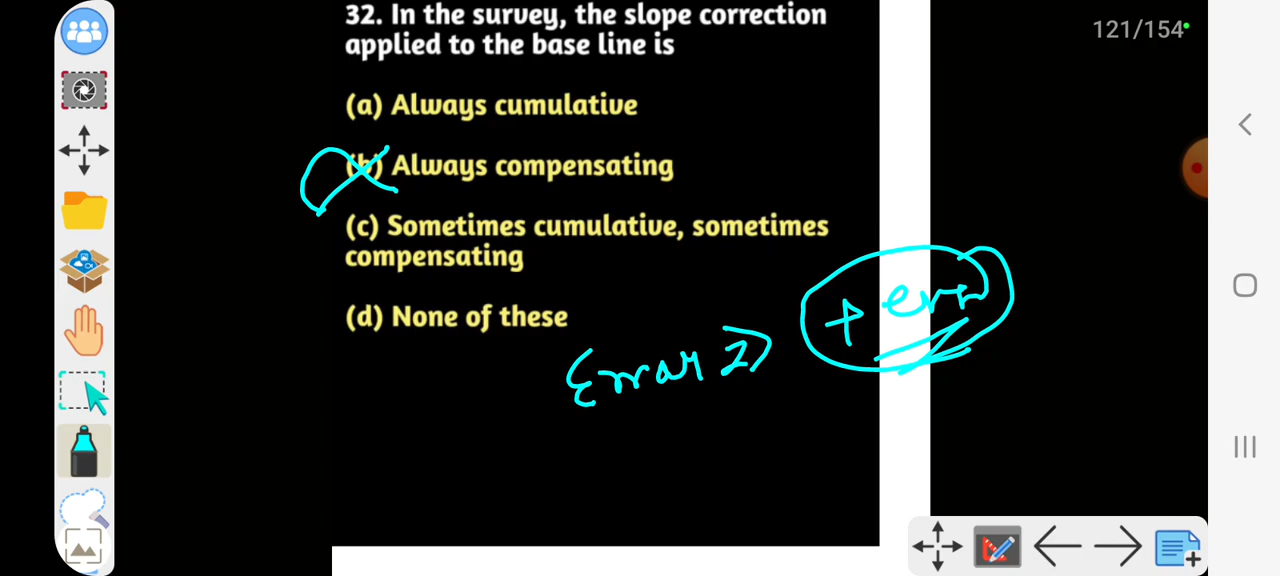 121/154
32. In the survey, the slope correction
applied to the base line is
(a) Always cumulative
(b) Always compensating
(c) Sometimes cumulative, sometimes
compensating
(d) None of these
+ err
Error